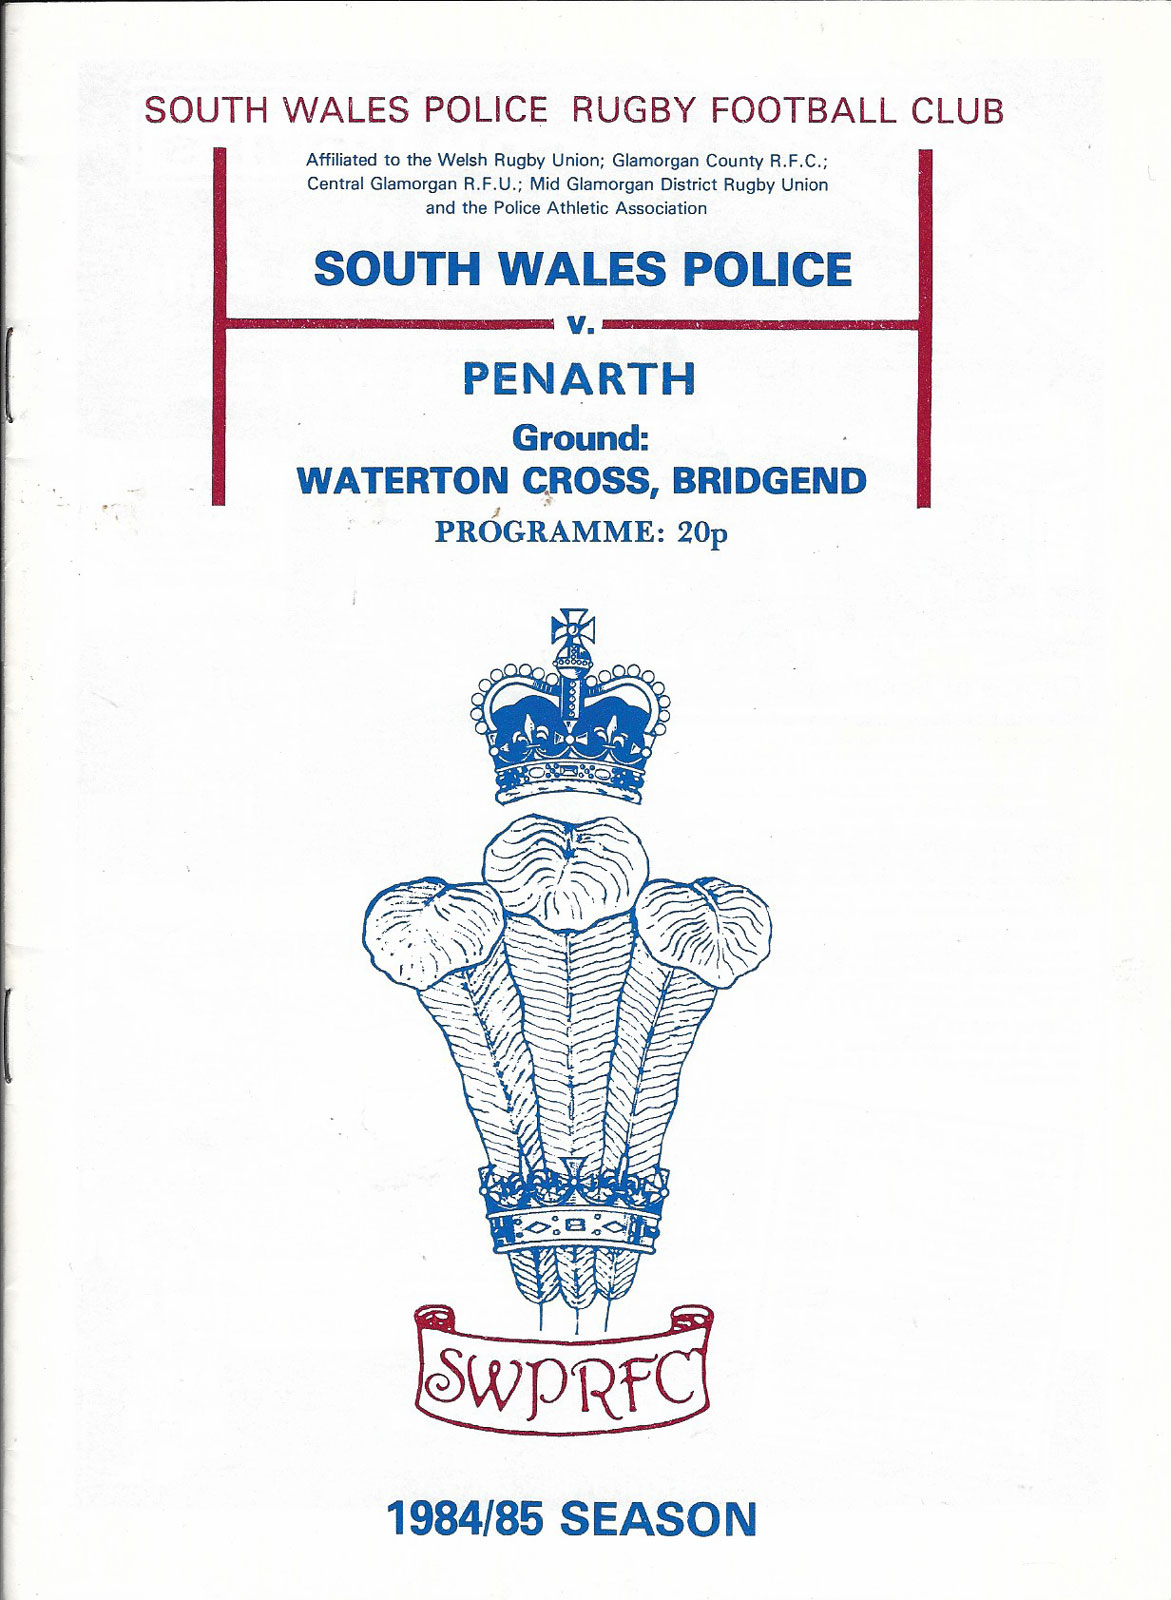 SOUTH WALES POLICE RUGBY FOOTBALL CLUB
Affiliated to the Welsh Rugby Union; Glamorgan County R.F.C.;
Central Glamorgan R.F.U.; Mid Glamorgan District Rugby Union
and the Police Athletic Association
SOUTH WALES POLICE
v.
PENARTH
Ground:
WATERTON CROSS, BRIDGEND
PROGRAMME: 20p
SWPRFC
1984/85 SEASON